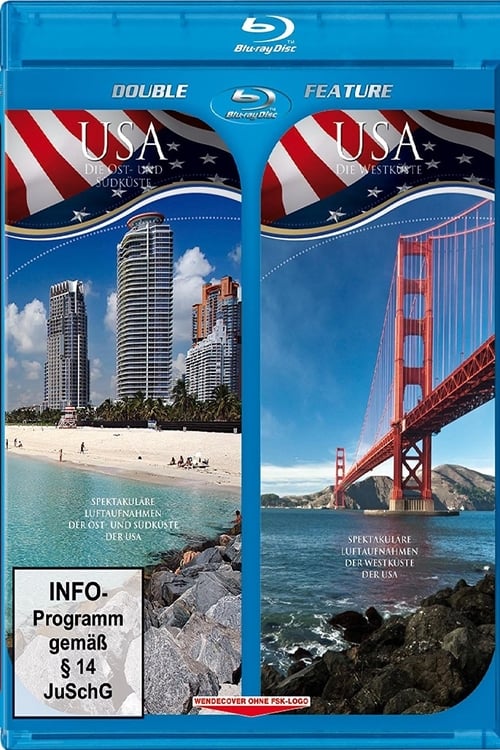 Blu-ray Disc
DOUBLE
Blu-ray Disc
FEATURE
USA
DIE OST- UND
SÜDKÜSTE
SPEKTAKULÄRE
LUFTAUFNAHMEN
DER OST- UND SÜDKÜSTE
DER USA
USA
DIE WESTKÜSTE
SPEKTAKULÄRE
LUFTAUFNAHMEN
DER WESTKÜSTE
DER USA
INFO-
Programm
gemäß
§ 14
JuSchG
WENDECOVER OHNE FSK-LOGO